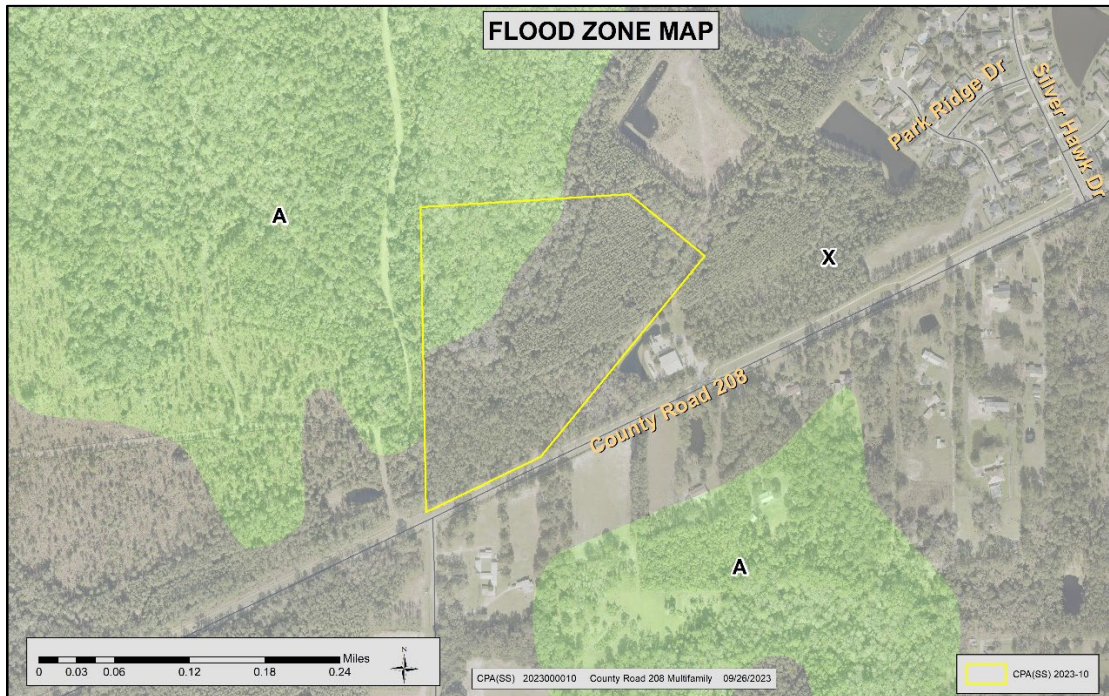 FLOOD ZONE MAP
Park Ridge Dr
Silver Hawk Dr
A
X
County Road 208
A
Miles
0 0.03 0.06 0.12 0.18 0.24
N
CPA(SS) 2023000010 County Road 208 Multifamily 09/26/2023
CPA(SS) 2023-10